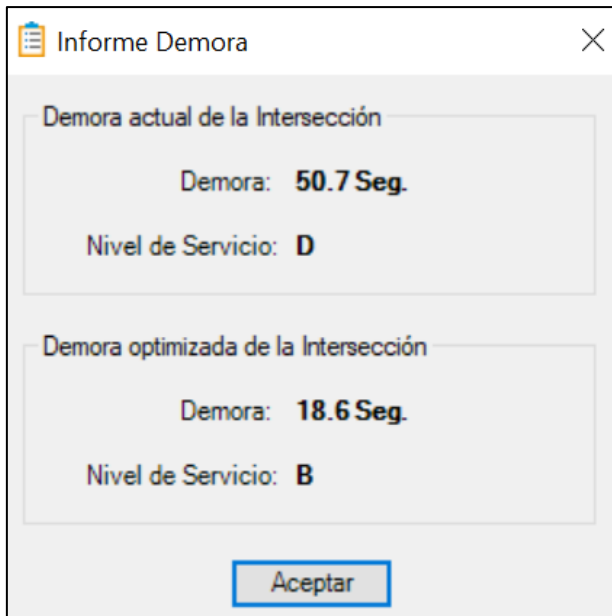 Informe Demora
Demora actual de la Intersección
Demora: 50.7 Seg.
Nivel de Servicio: D
Demora optimizada de la Intersección
Demora: 18.6 Seg.
Nivel de Servicio: B
Aceptar